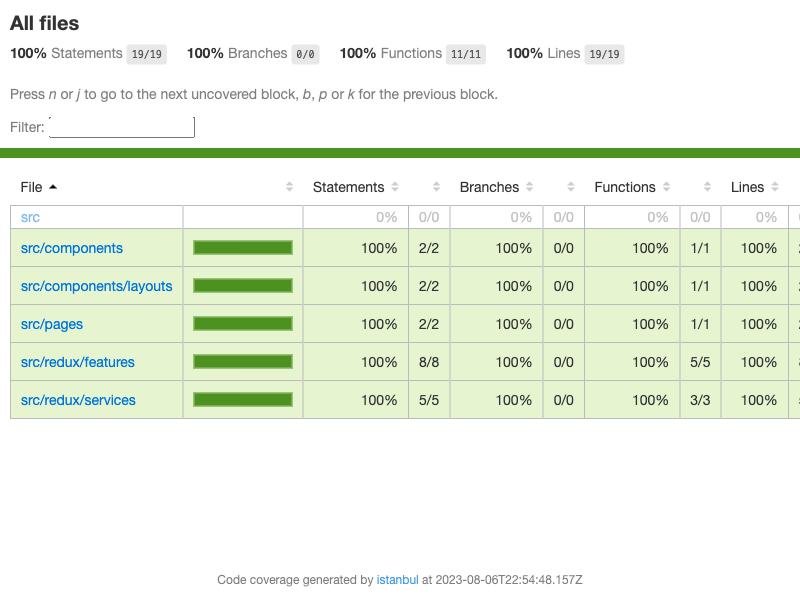 All files
100% Statements 19/19 100% Branches 0/0 100% Functions 11/11 100% Lines 19/19
Press n or j to go to the next uncovered block, b, p or k for the previous block.
Filter:
File Statements Branches Functions Lines
src 0% 0/0 0% 0/0 0% 0/0 0%
src/components 100% 2/2 100% 0/0 100% 1/1 100%
src/components/layouts 100% 2/2 100% 0/0 100% 1/1 100%
src/pages 100% 2/2 100% 0/0 100% 1/1 100%
src/redux/features 100% 8/8 100% 0/0 100% 5/5 100%
src/redux/services 100% 5/5 100% 0/0 100% 3/3 100%
Code coverage generated by istanbul at 2023-08-06T22:54:48.157Z